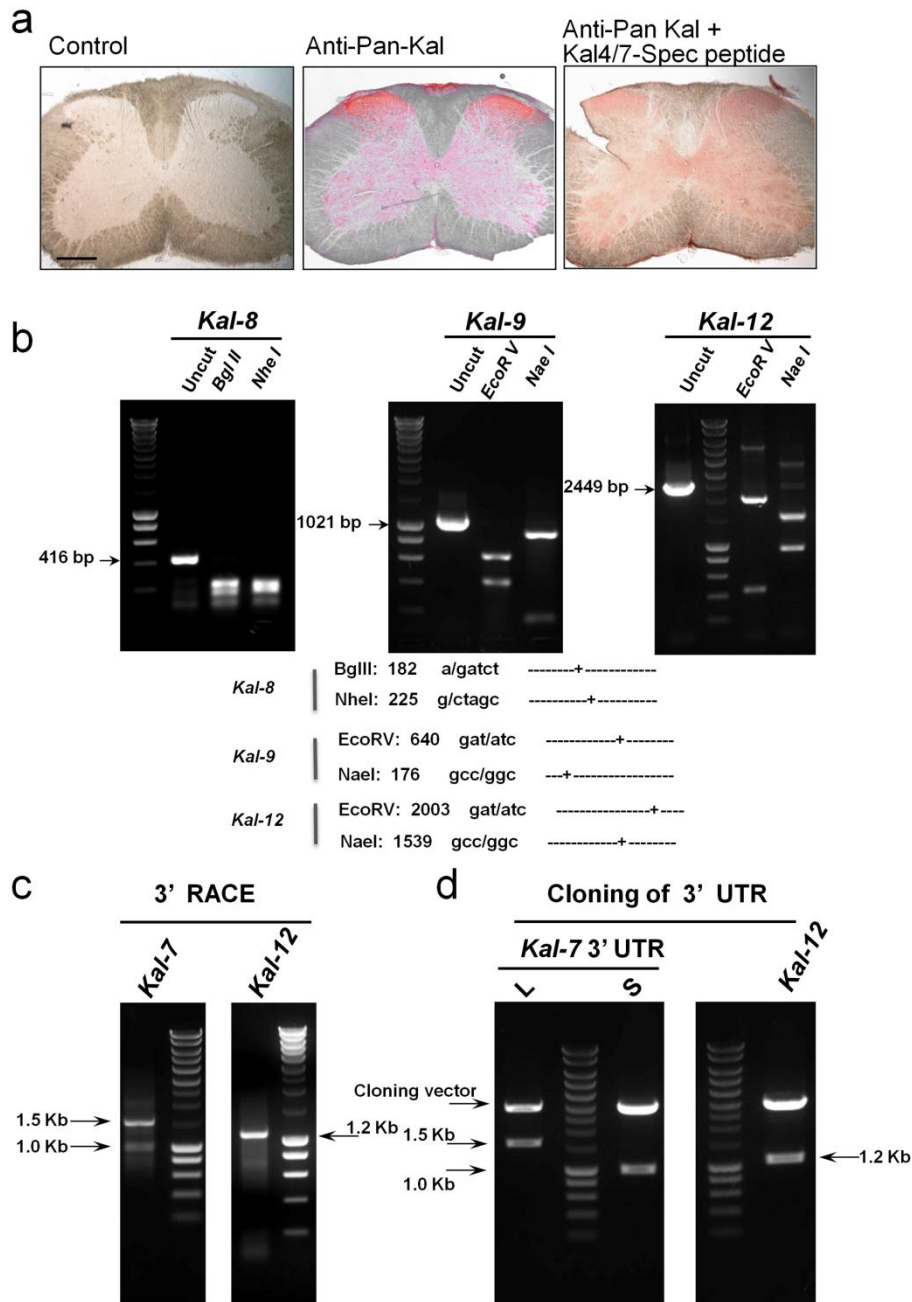 a
Control
Anti-Pan-Kal
Anti-Pan Kal +
Kal4/7-Spec peptide
b
Kal-8
Kal-9
Kal-12
Uncut
Bgl II
Nhe I
Uncut
EcoR V
Nae I
Uncut
EcoR V
Nae I
416 bp
1021 bp
2449 bp
Kal-8
BgIII: 182 a/gatct --------+------------
NheI: 225 g/ctagc ----------+----------
Kal-9
EcoRV: 640 gat/atc ------------+--------
NaeI: 176 gcc/ggc ---+-----------------
Kal-12
EcoRV: 2003 gat/atc ----------------+----
NaeI: 1539 gcc/ggc ------------+--------
c
3’ RACE
Kal-7
Kal-12
1.5 Kb
1.0 Kb
1.2 Kb
d
Cloning of 3’ UTR
Kal-7 3’ UTR
L
S
Kal-12
Cloning vector
1.5 Kb
1.0 Kb
1.2 Kb